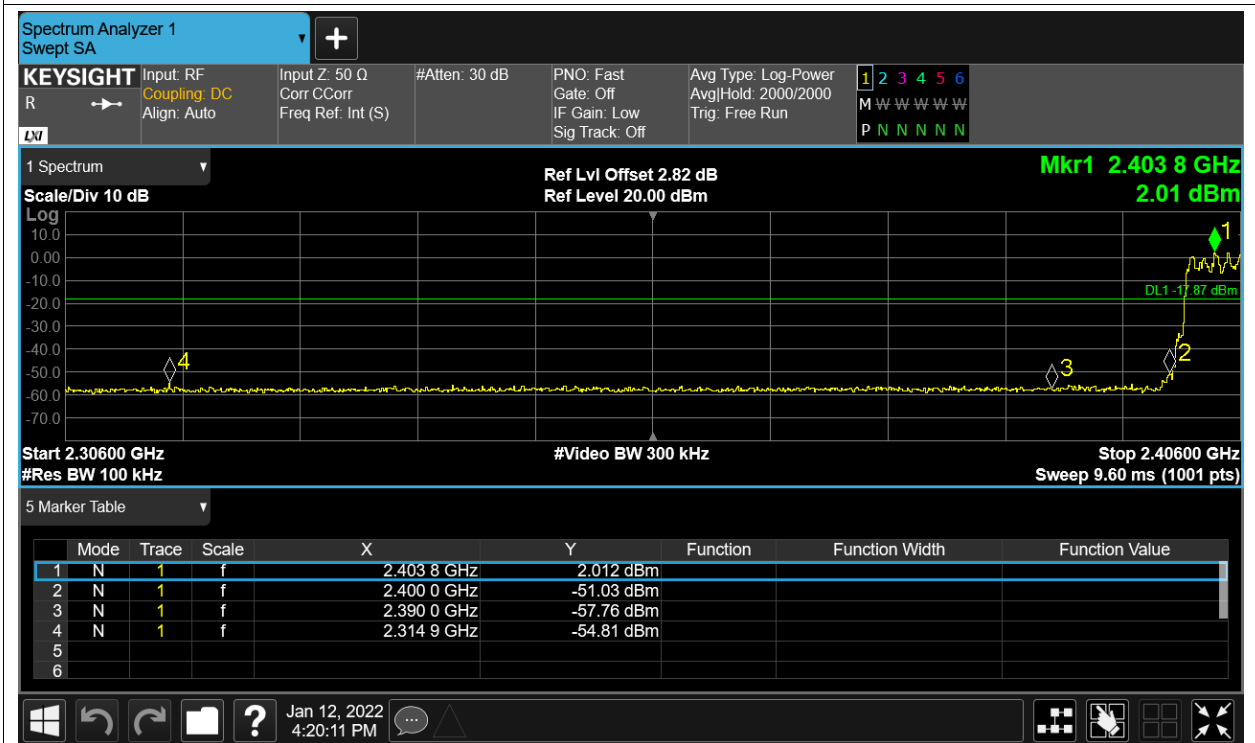 Spectrum Analyzer 1
Swept SA
KEYSIGHT Input: RF Input Z: 50 Ω #Atten: 30 dB PNO: Fast Avg Type: Log-Power 1 2 3 4 5 6
R Coupling: DC Corr CCorr Gate: Off Avg|Hold: 2000/2000 M W W W W W W
Align: Auto Freq Ref: Int (S) IF Gain: Low Trig: Free Run
LXI Sig Track: Off P N N N N N
1 Spectrum Ref Lvl Offset 2.82 dB Mkr1 2.403 8 GHz
Scale/Div 10 dB Ref Level 20.00 dBm 2.01 dBm
Log
10.0 1
0.00
-10.0
DL1 -17.87 dBm
-20.0
-30.0
-40.0
4 3 2
-50.0
-60.0
-70.0
Start 2.30600 GHz #Video BW 300 kHz Stop 2.40600 GHz
#Res BW 100 kHz Sweep 9.60 ms (1001 pts)
5 Marker Table
Mode Trace Scale X Y Function Function Width Function Value
1 N 1 f 2.403 8 GHz 2.012 dBm
2 N 1 f 2.400 0 GHz -51.03 dBm
3 N 1 f 2.390 0 GHz -57.76 dBm
4 N 1 f 2.314 9 GHz -54.81 dBm
5
6
? Jan 12, 2022
4:20:11 PM